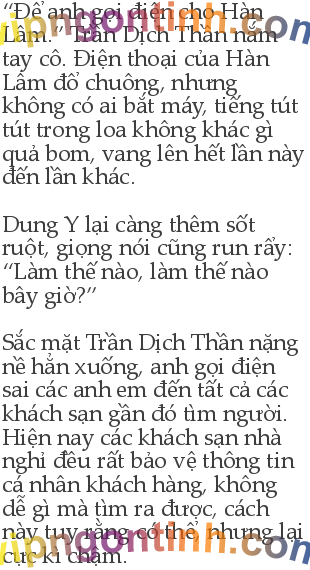 “Để anh gọi điện cho Hàn
Lâm.” Trần Dịch Thần nắm
tay cô. Điện thoại của Hàn
Lâm đổ chuông, nhưng
không có ai bắt máy, tiếng tút
tút trong loa không khác gì
quả bom, vang lên hết lần này
đến lần khác.
Dung Y lại càng thêm sốt
ruột, giọng nói cũng run rẩy:
“Làm thế nào, làm thế nào
bây giờ?”
Sắc mặt Trần Dịch Thần nặng
nề hẳn xuống, anh gọi điện
sai các anh em đến tất cả các
khách sạn gần đó tìm người.
Hiện nay các khách sạn nhà
nghỉ đều rất bảo vệ thông tin
cá nhân khách hàng, không
dễ gì mà tìm ra được, cách
này tuy rằng có thể, nhưng lại
cực kì chậm.
vipngontinh.com
vipngontinh.com